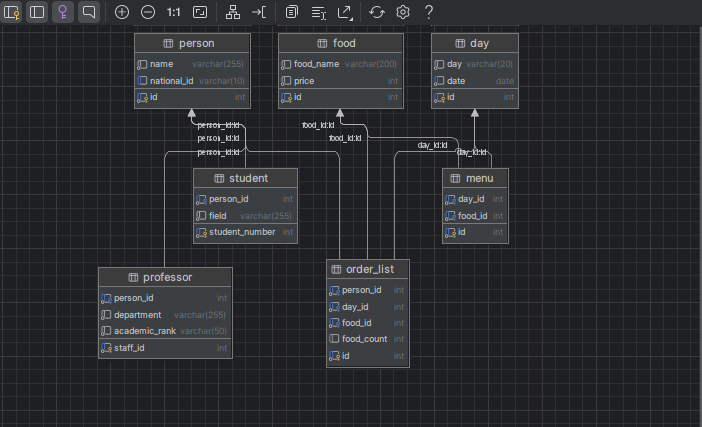 1:1
person
name varchar(255)
national_id varchar(10)
id int
food
food_name varchar(200)
price int
id int
day
day varchar(20)
date date
id int
person_id:id
person_id:id
person_id:id
food_id:id
food_id:id
day_id:id
day_id:id
student
person_id int
field varchar(255)
student_number int
menu
day_id int
food_id int
id int
professor
person_id int
department varchar(255)
academic_rank varchar(50)
staff_id int
order_list
person_id int
day_id int
food_id int
food_count int
id int